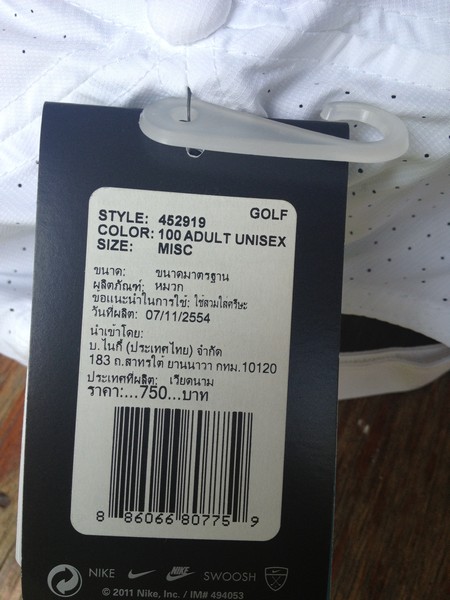 GOLF
STYLE: 452919
COLOR: 100 ADULT UNISEX
SIZE: MISC
ขนาด: ขนาดมาตรฐาน
ผลิตภัณฑ์: หมวก
ขอแนะนำในการใช้: ใช้สวมใส่ศรีษะ
วันที่ผลิต: 07/11/2554
นำเข้าโดย:
บ.ไนกี้ (ประเทศไทย) จำกัด
183 ถ.สาทรใต้ ยานนาวา กทม.10120
ประเทศที่ผลิต: เวียดนาม
ราคา:...750...บาท
8 86066 80775 9
NIKE NIKE SWOOSH
© 2011 Nike, Inc. / IM# 494053